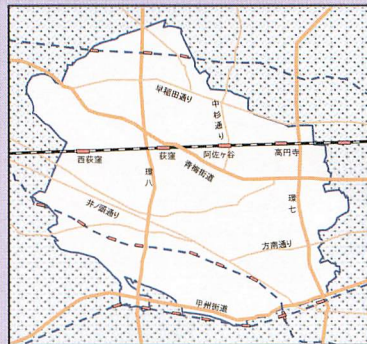 早稲田通り
中杉通り
西荻窪
荻窪
阿佐ヶ谷
高円寺
青梅街道
環八
環七
井ノ頭通り
方南通り
甲州街道